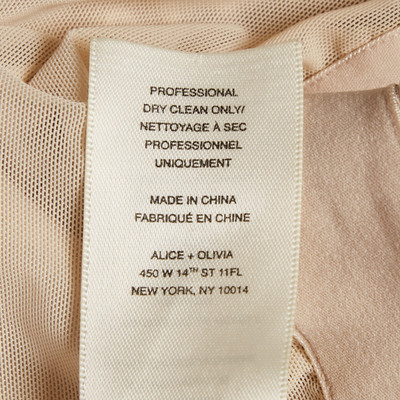 PROFESSIONAL
DRY CLEAN ONLY/
NETTOYAGE À SEC
PROFESSIONNEL
UNIQUEMENT
MADE IN CHINA
FABRIQUÉ EN CHINE
ALICE + OLIVIA
450 W 14TH ST 11FL
NEW YORK, NY 10014